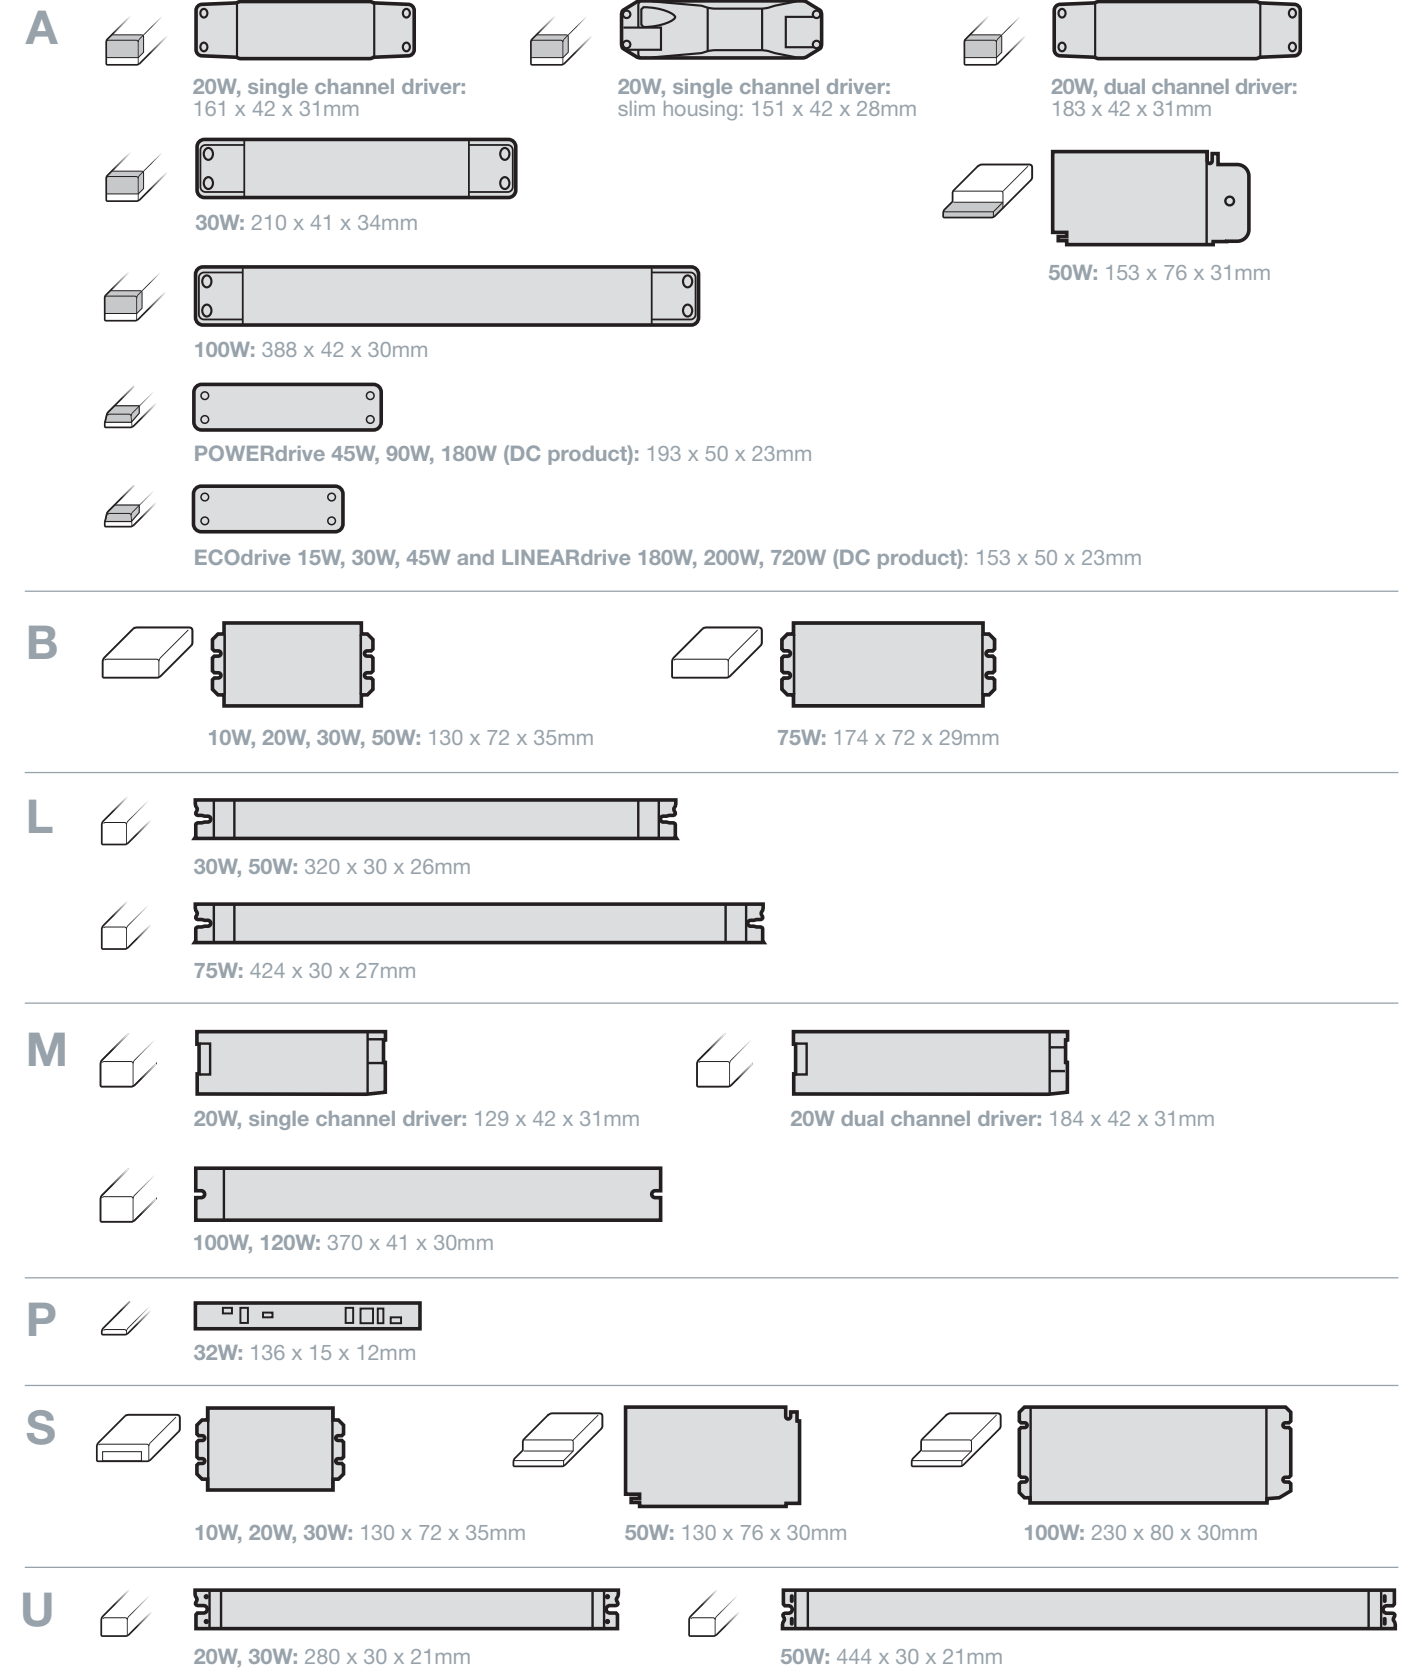 A
20W, single channel driver:
161 x 42 x 31mm
20W, single channel driver:
slim housing: 151 x 42 x 28mm
20W, dual channel driver:
183 x 42 x 31mm
30W: 210 x 41 x 34mm
50W: 153 x 76 x 31mm
100W: 388 x 42 x 30mm
POWERdrive 45W, 90W, 180W (DC product): 193 x 50 x 23mm
ECOdrive 15W, 30W, 45W and LINEARdrive 180W, 200W, 720W (DC product): 153 x 50 x 23mm
B
10W, 20W, 30W, 50W: 130 x 72 x 35mm
75W: 174 x 72 x 29mm
L
30W, 50W: 320 x 30 x 26mm
75W: 424 x 30 x 27mm
M
20W, single channel driver: 129 x 42 x 31mm
20W dual channel driver: 184 x 42 x 31mm
100W, 120W: 370 x 41 x 30mm
P
32W: 136 x 15 x 12mm
S
10W, 20W, 30W: 130 x 72 x 35mm
50W: 130 x 76 x 30mm
100W: 230 x 80 x 30mm
U
20W, 30W: 280 x 30 x 21mm
50W: 444 x 30 x 21mm